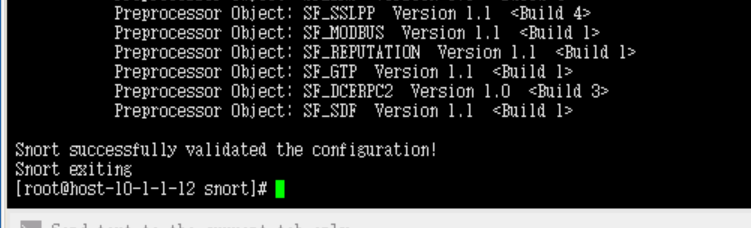 Preprocessor Object: SF_SSLPP  Version 1.1  <Build 4>
Preprocessor Object: SF_MODBUS  Version 1.1  <Build 1>
Preprocessor Object: SF_REPUTATION  Version 1.1  <Build 1>
Preprocessor Object: SF_GTP  Version 1.1  <Build 1>
Preprocessor Object: SF_DCERPC2  Version 1.0  <Build 3>
Preprocessor Object: SF_SDF  Version 1.1  <Build 1>
Snort successfully validated the configuration!
Snort exiting
[root@host-10-1-1-12 snort]#